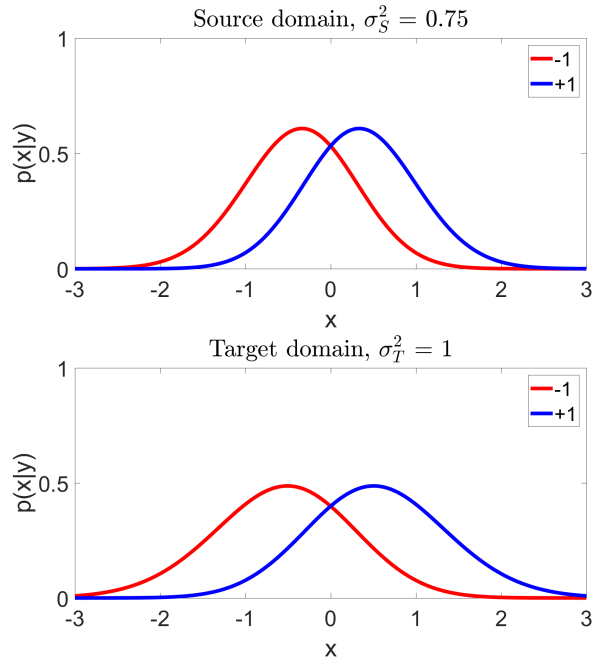 Source domain, σ_S^2 = 0.75
1
-1
+1
p(x|y)
0.5
0
-3 -2 -1 0 1 2 3
x
Target domain, σ_T^2 = 1
1
-1
+1
p(x|y)
0.5
0
-3 -2 -1 0 1 2 3
x